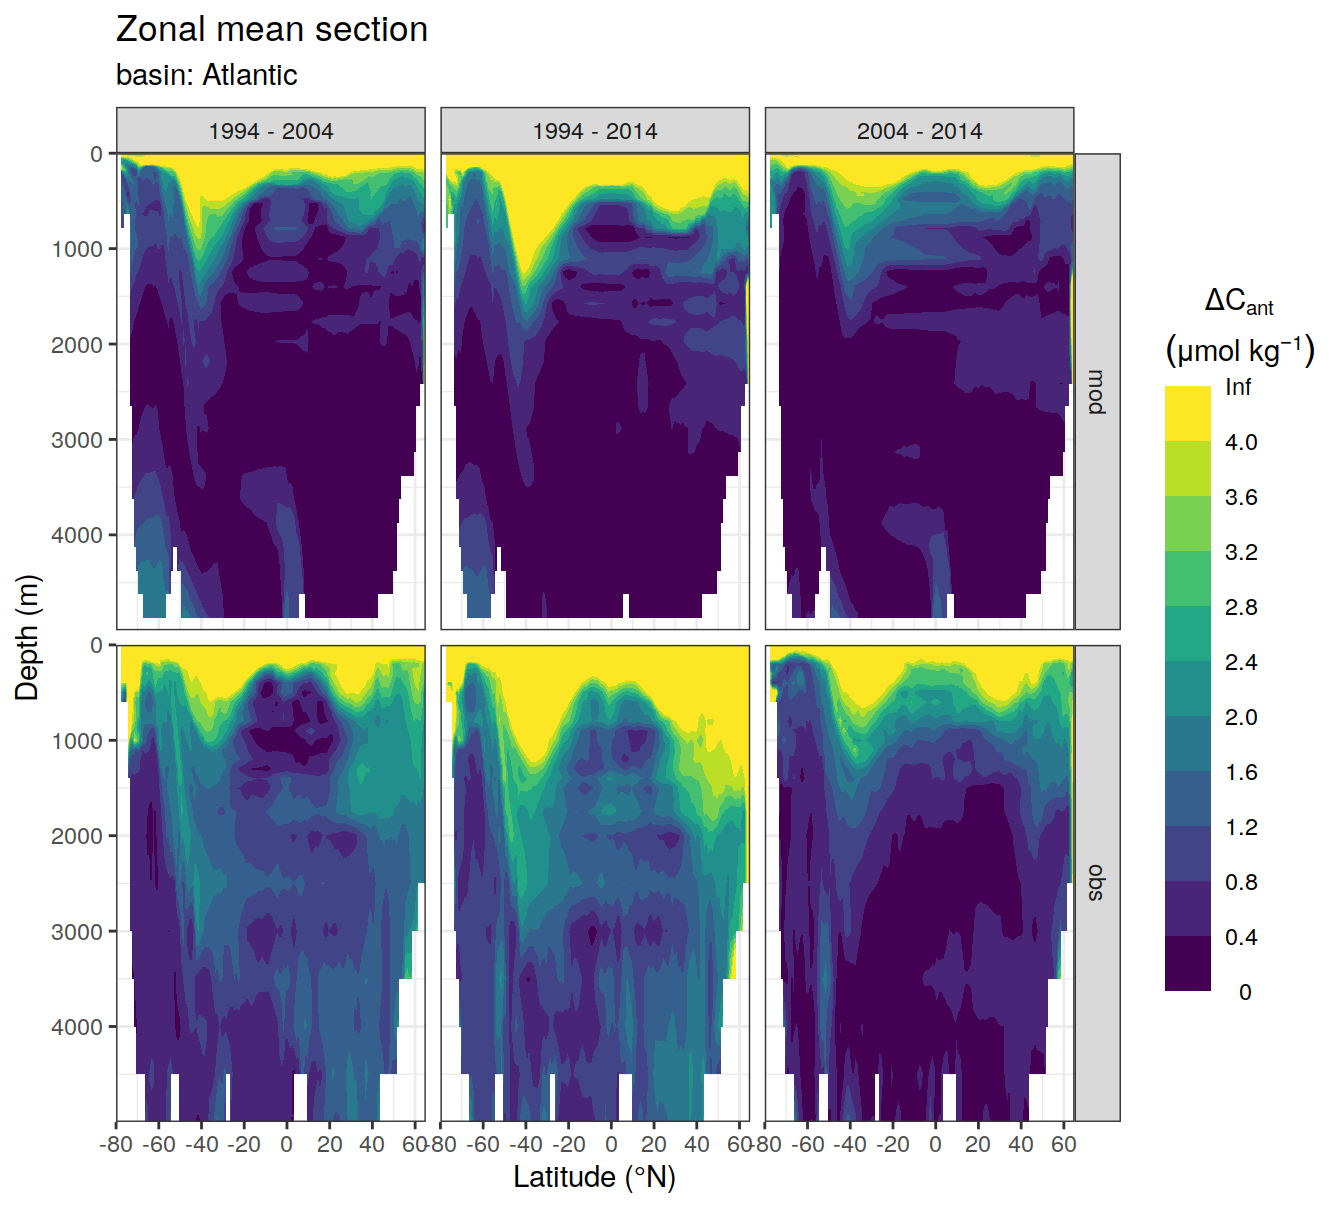 Zonal mean section
basin: Atlantic
1994 - 2004
1994 - 2014
2004 - 2014
0
1000
2000
3000
4000
mod
0
1000
2000
3000
4000
obs
Depth (m)
-80 -60 -40 -20 0 20 40 60
-80 -60 -40 -20 0 20 40 60
-80 -60 -40 -20 0 20 40 60
Latitude (°N)
ΔCant
(μmol kg⁻¹)
Inf
4.0
3.6
3.2
2.8
2.4
2.0
1.6
1.2
0.8
0.4
0